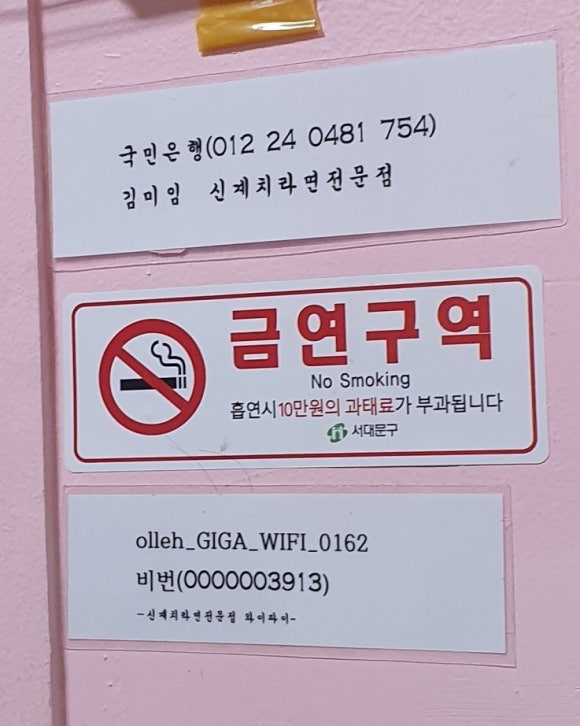 국민은행(012 24 0481 754)
김미임 신계치라면전문점
금연구역
No Smoking
흡연시10만원의 과태료가 부과됩니다
서대문구
olleh_GIGA_WIFI_0162
비번(0000003913)
-신계치라면전문점 와이파이-